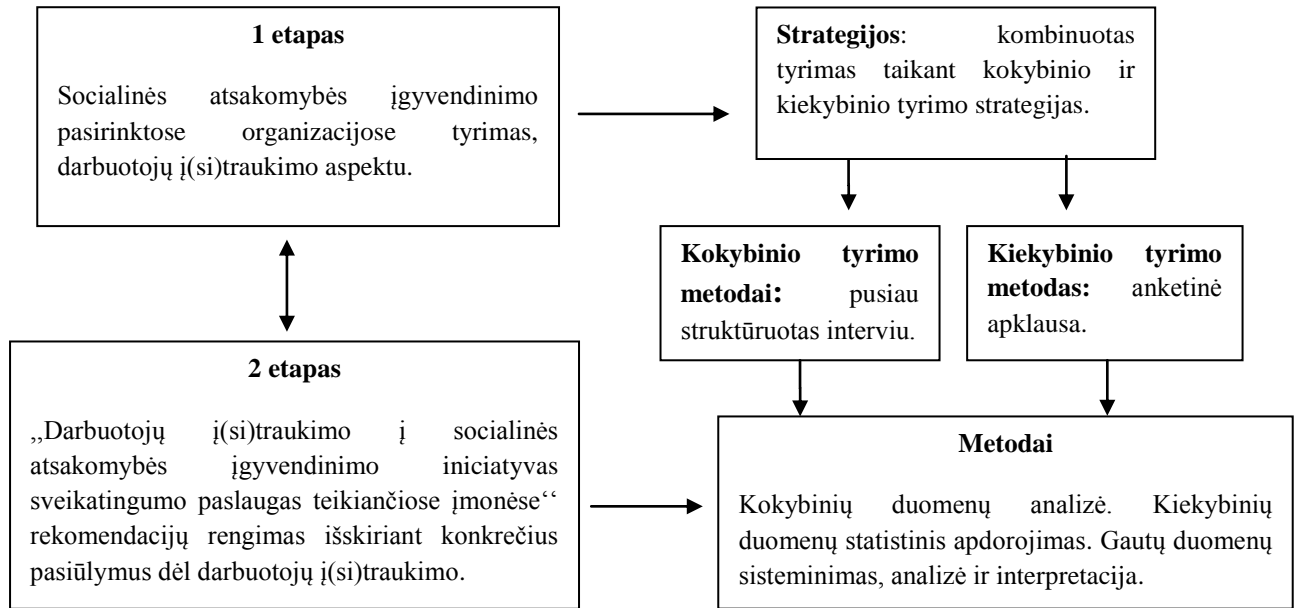 1 etapas
Socialinės atsakomybės įgyvendinimo
pasirinktose organizacijose tyrimas,
darbuotojų į(si)traukimo aspektu.
Strategijos: kombinuotas
tyrimas taikant kokybinio ir
kiekybinio tyrimo strategijas.
Kokybinio tyrimo
metodai: pusiau
struktūruotas interviu.
Kiekybinio tyrimo
metodas: anketinė
apklausa.
2 etapas
,,Darbuotojų į(si)traukimo į socialinės
atsakomybės įgyvendinimo iniciatyvas
sveikatingumo paslaugas teikiančiose įmonėse‘‘
rekomendacijų rengimas išskiriant konkrečius
pasiūlymus dėl darbuotojų į(si)traukimo.
Metodai
Kokybinių duomenų analizė. Kiekybinių
duomenų statistinis apdorojimas. Gautų duomenų
sisteminimas, analizė ir interpretacija.